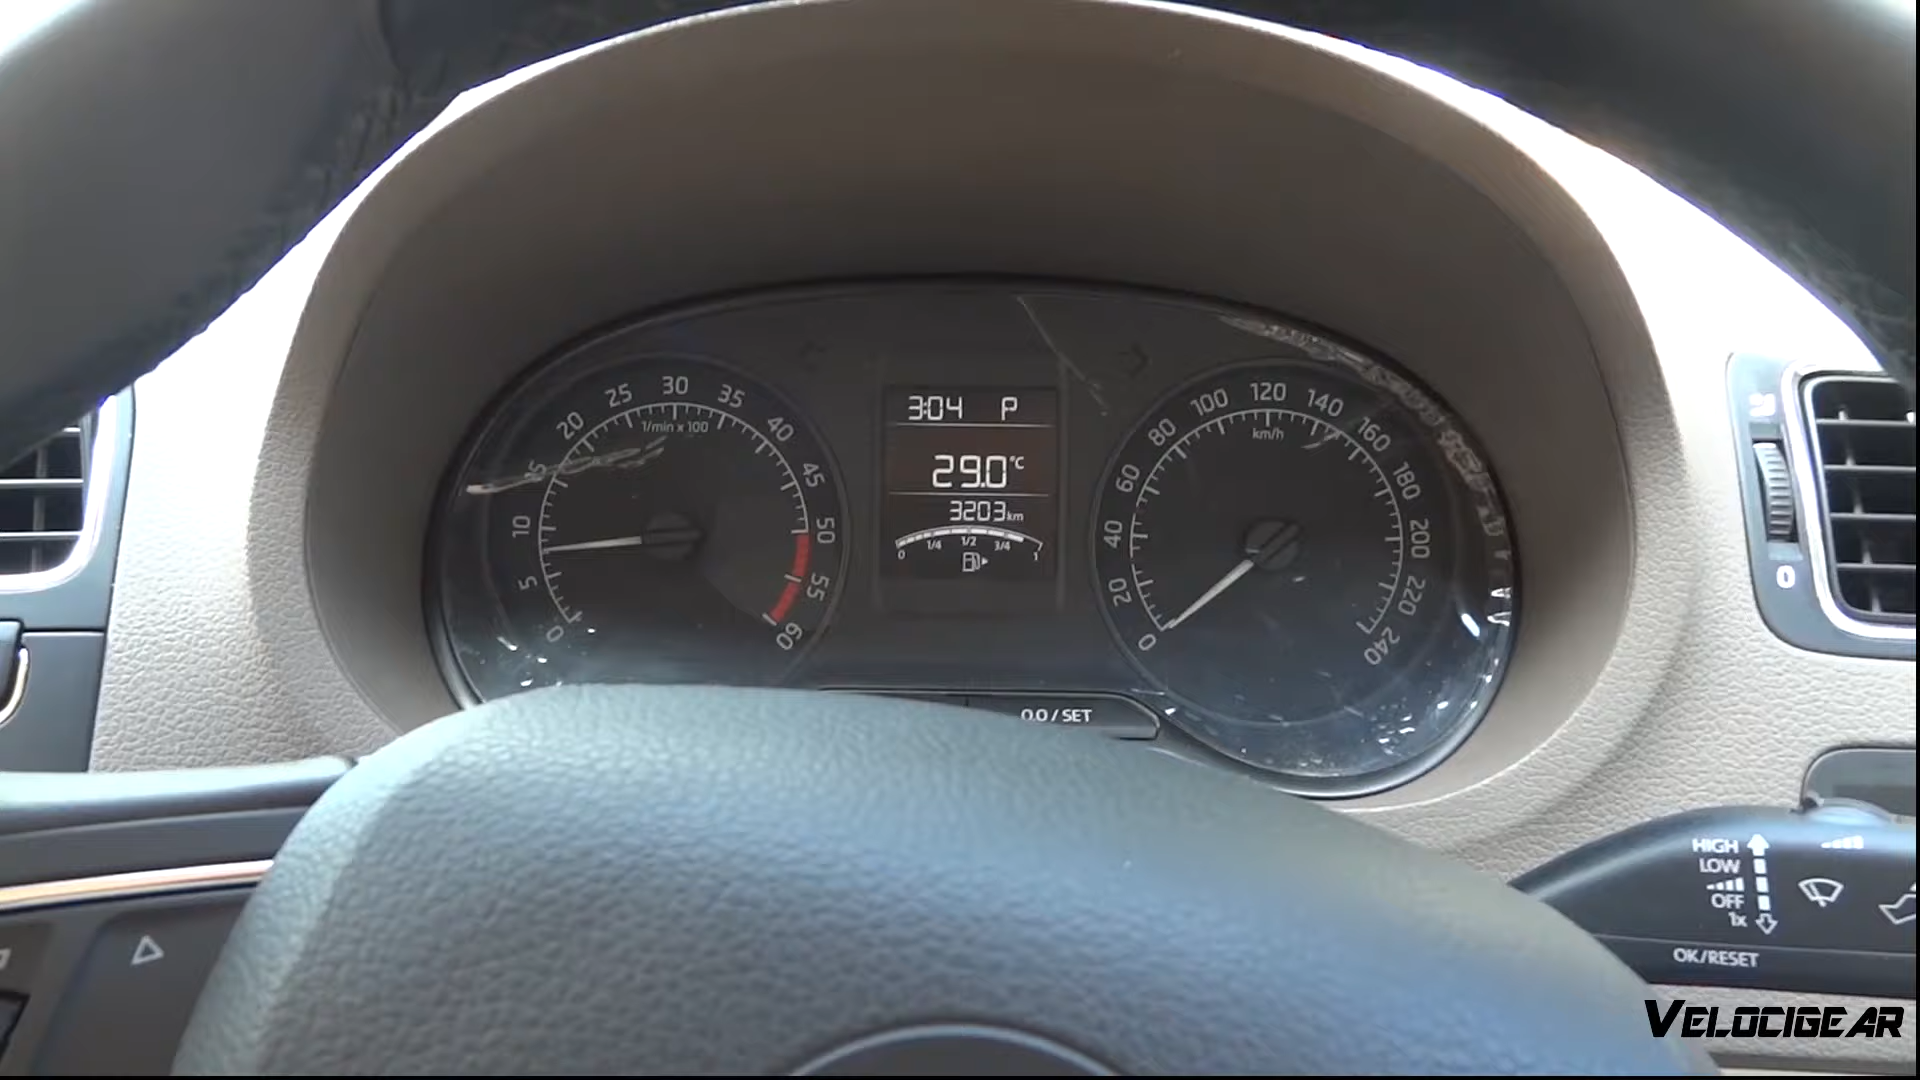 0 5 10 15 20 25 30 35 40 45 50 55 60
1/min x 100
3:04 P
29.0°C
3203km
0 1/4 1/2 3/4 1
0 20 40 60 80 100 120 140 160 180 200 220 240
km/h
0.0 / SET
0
HIGH
LOW
OFF
1x
OK/RESET
VELOCIGEAR